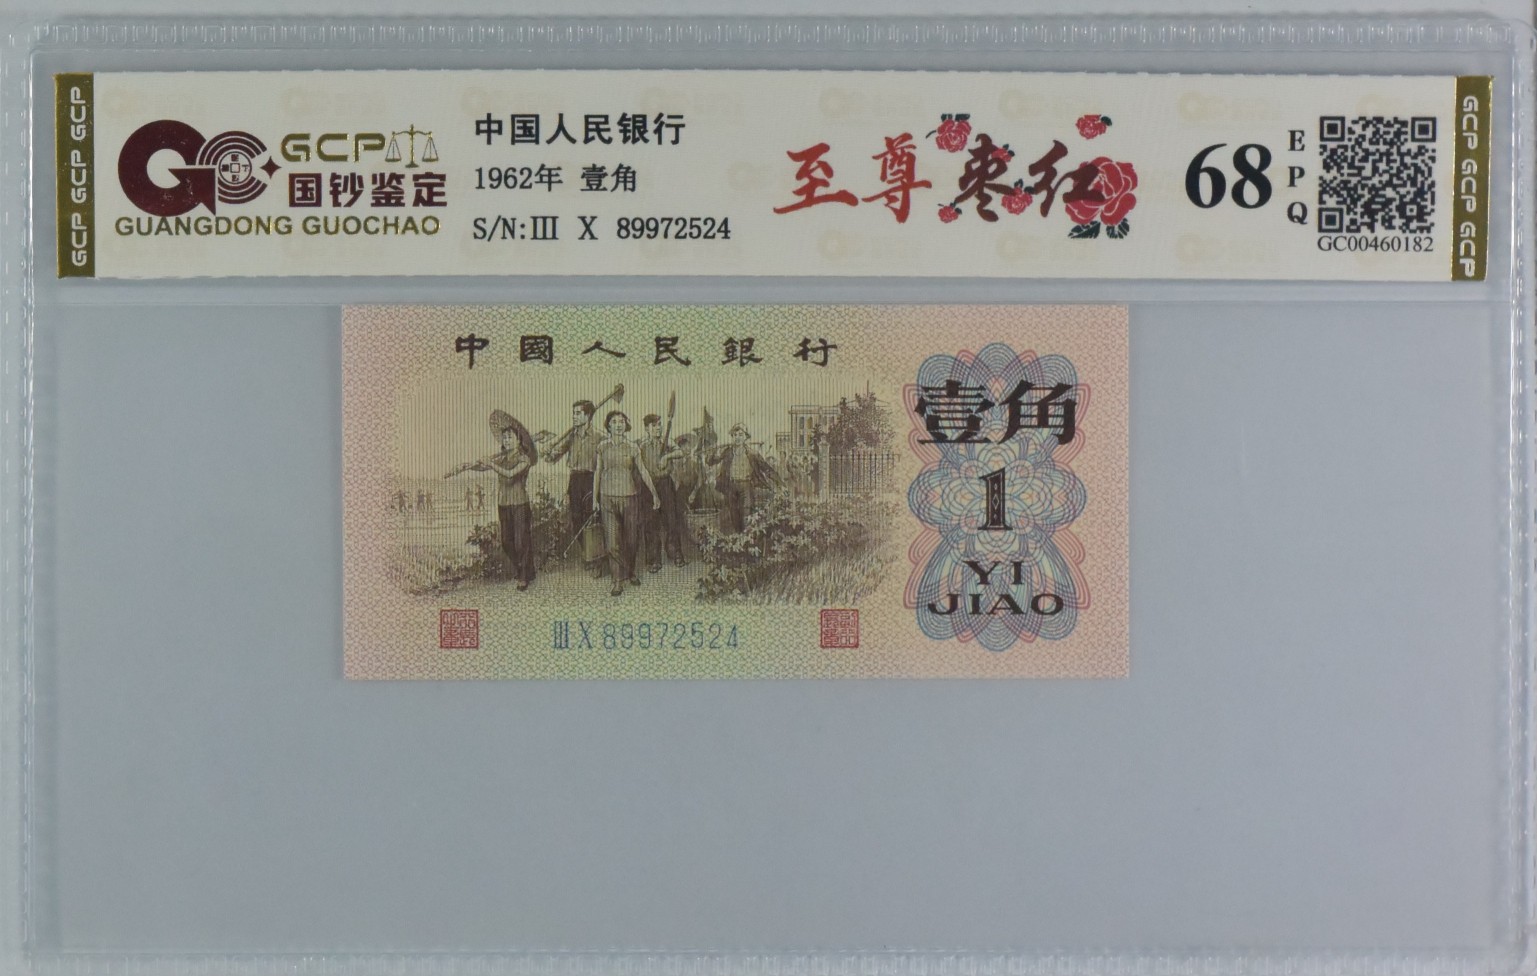 GCP GCP GCP
GCP
国钞鉴定
GUANGDONG GUOCHAO
中国人民银行
1962年 壹角
S/N:III X 89972524
至尊枣红
68
EPQ
GC00460182
GCP GCP GCP
中國人民銀行
壹角
1
YI
JIAO
III X 89972524